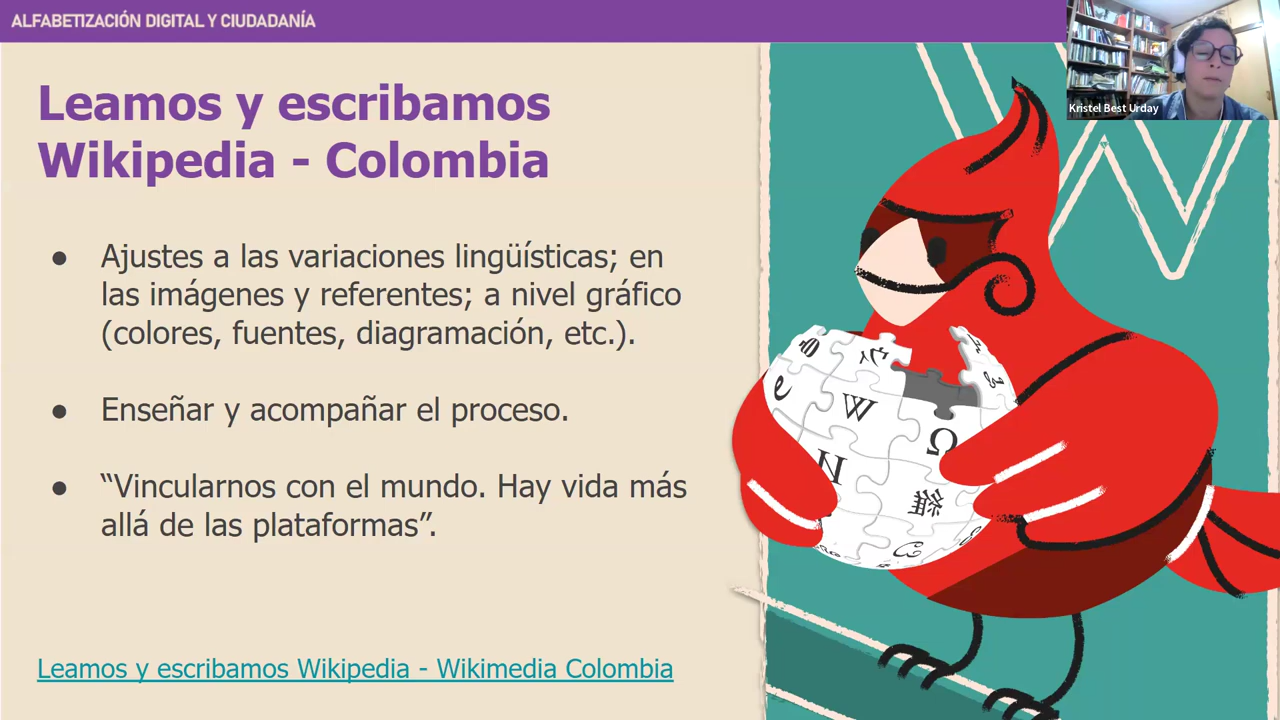 ALFABETIZACIÓN DIGITAL Y CIUDADANÍA
Kristel Best Urday
Leamos y escribamos
Wikipedia - Colombia
● Ajustes a las variaciones lingüísticas; en
las imágenes y referentes; a nivel gráfico
(colores, fuentes, diagramación, etc.).
● Enseñar y acompañar el proceso.
● “Vincularnos con el mundo. Hay vida más
allá de las plataformas”.
Leamos y escribamos Wikipedia - Wikimedia Colombia
W
Ω
И
維